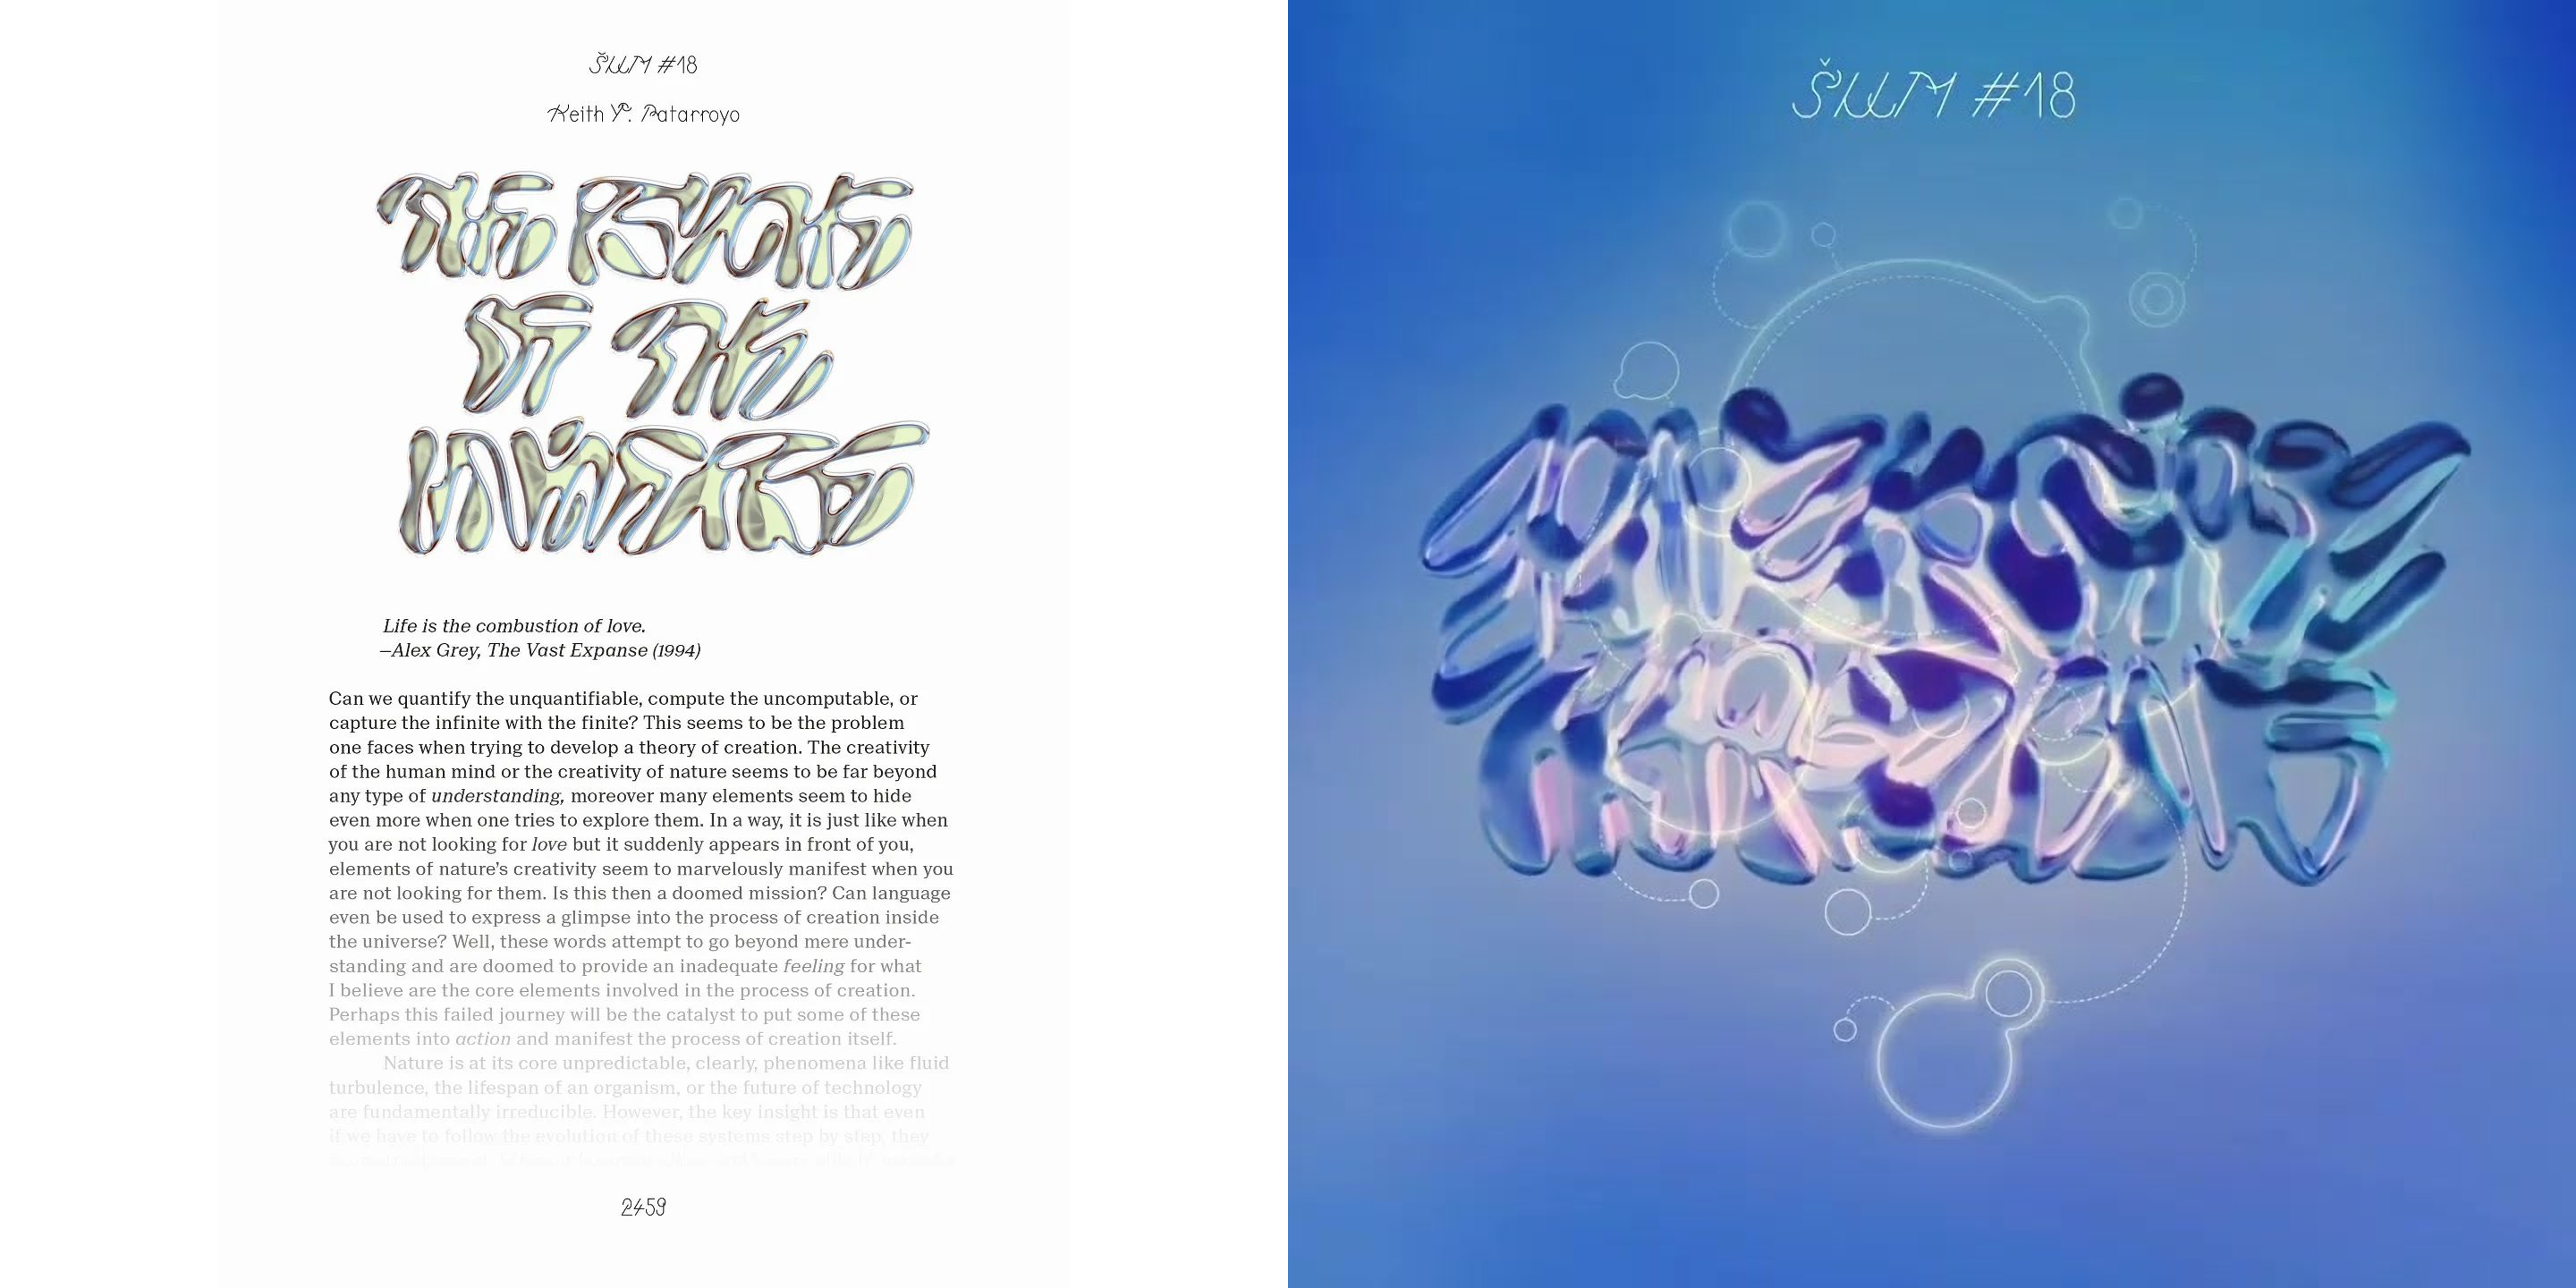 ŠUM #18
Keith Y. Patarroyo
THE PSYCHE
OF THE
UNIVERSE
Life is the combustion of love.
—Alex Grey, The Vast Expanse (1994)
Can we quantify the unquantifiable, compute the uncomputable, or
capture the infinite with the finite? This seems to be the problem
one faces when trying to develop a theory of creation. The creativity
of the human mind or the creativity of nature seems to be far beyond
any type of understanding, moreover many elements seem to hide
even more when one tries to explore them. In a way, it is just like when
you are not looking for love but it suddenly appears in front of you,
elements of nature’s creativity seem to marvelously manifest when you
are not looking for them. Is this then a doomed mission? Can language
even be used to express a glimpse into the process of creation inside
the universe? Well, these words attempt to go beyond mere under-
standing and are doomed to provide an inadequate feeling for what
I believe are the core elements involved in the process of creation.
Perhaps this failed journey will be the catalyst to put some of these
elements into action and manifest the process of creation itself.
Nature is at its core unpredictable, clearly, phenomena like fluid
turbulence, the lifespan of an organism, or the future of technology
are fundamentally irreducible. However, the key insight is that even
if we have to follow the evolution of these systems step by step, they
2459
ŠUM #18